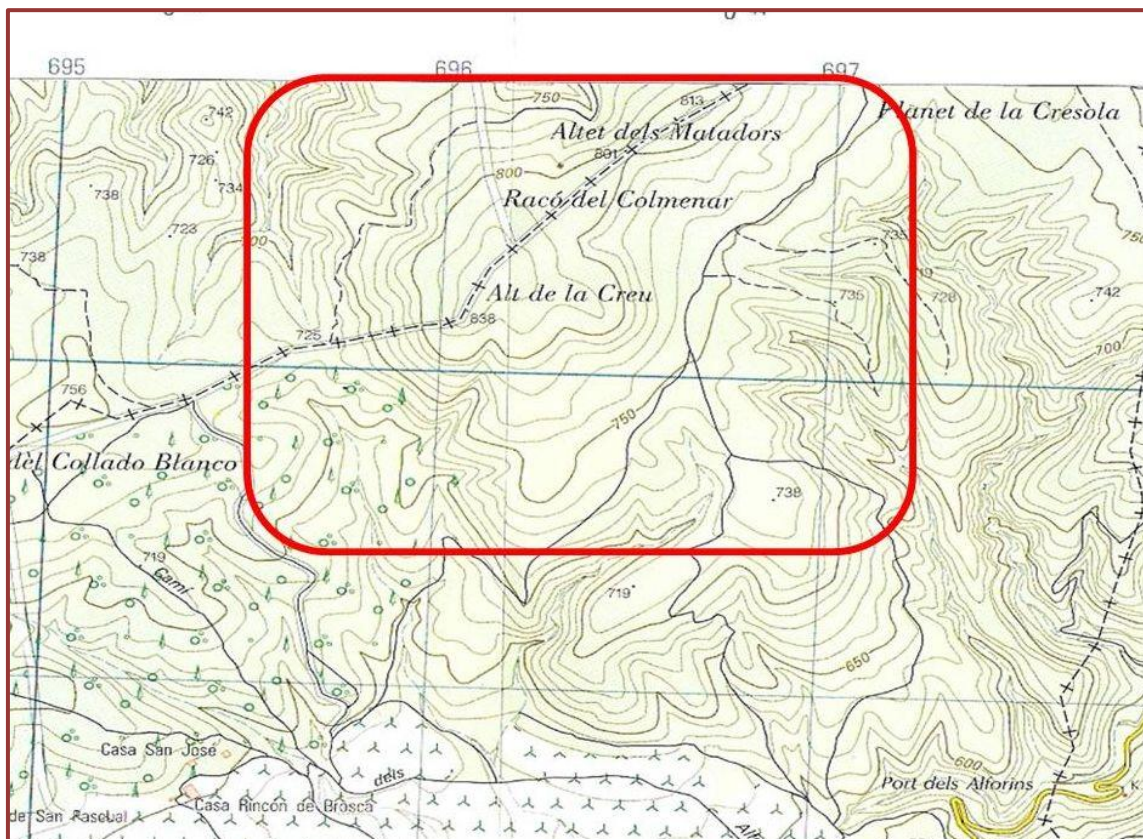 695
696
697
742
750
813
Planet de la Cresola
Altet dels Matadors
726
801
734
800
738
Racó del Colmenar
723
700
735
738
Alt de la Creu
735
728
742
838
725
700
756
750
del Collado Blanco
738
719
Camí
719
650
Casa San José
dels
600
Port dels Alforins
Casa Rincón de Brosca
de San Pascual